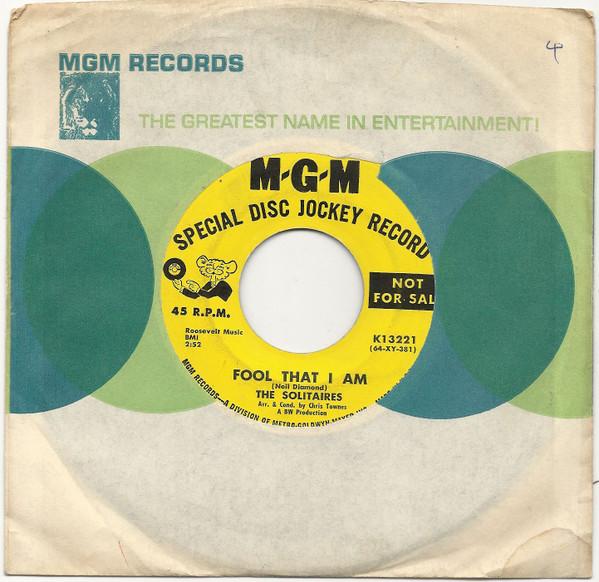 MGM RECORDS
THE GREATEST NAME IN ENTERTAINMENT!
M-G-M
SPECIAL DISC JOCKEY RECORD
NOT
FOR SAL
45 R.P.M.
Roosevelt Music
BMI
2:52
K13221
(64-XY-381)
FOOL THAT I AM
(Neil Diamond)
THE SOLITAIRES
Arr. & Cond. by Chris Townes
A BW Production
MGM RECORDS—A DIVISION OF METRO-GOLDWYN-MAYER